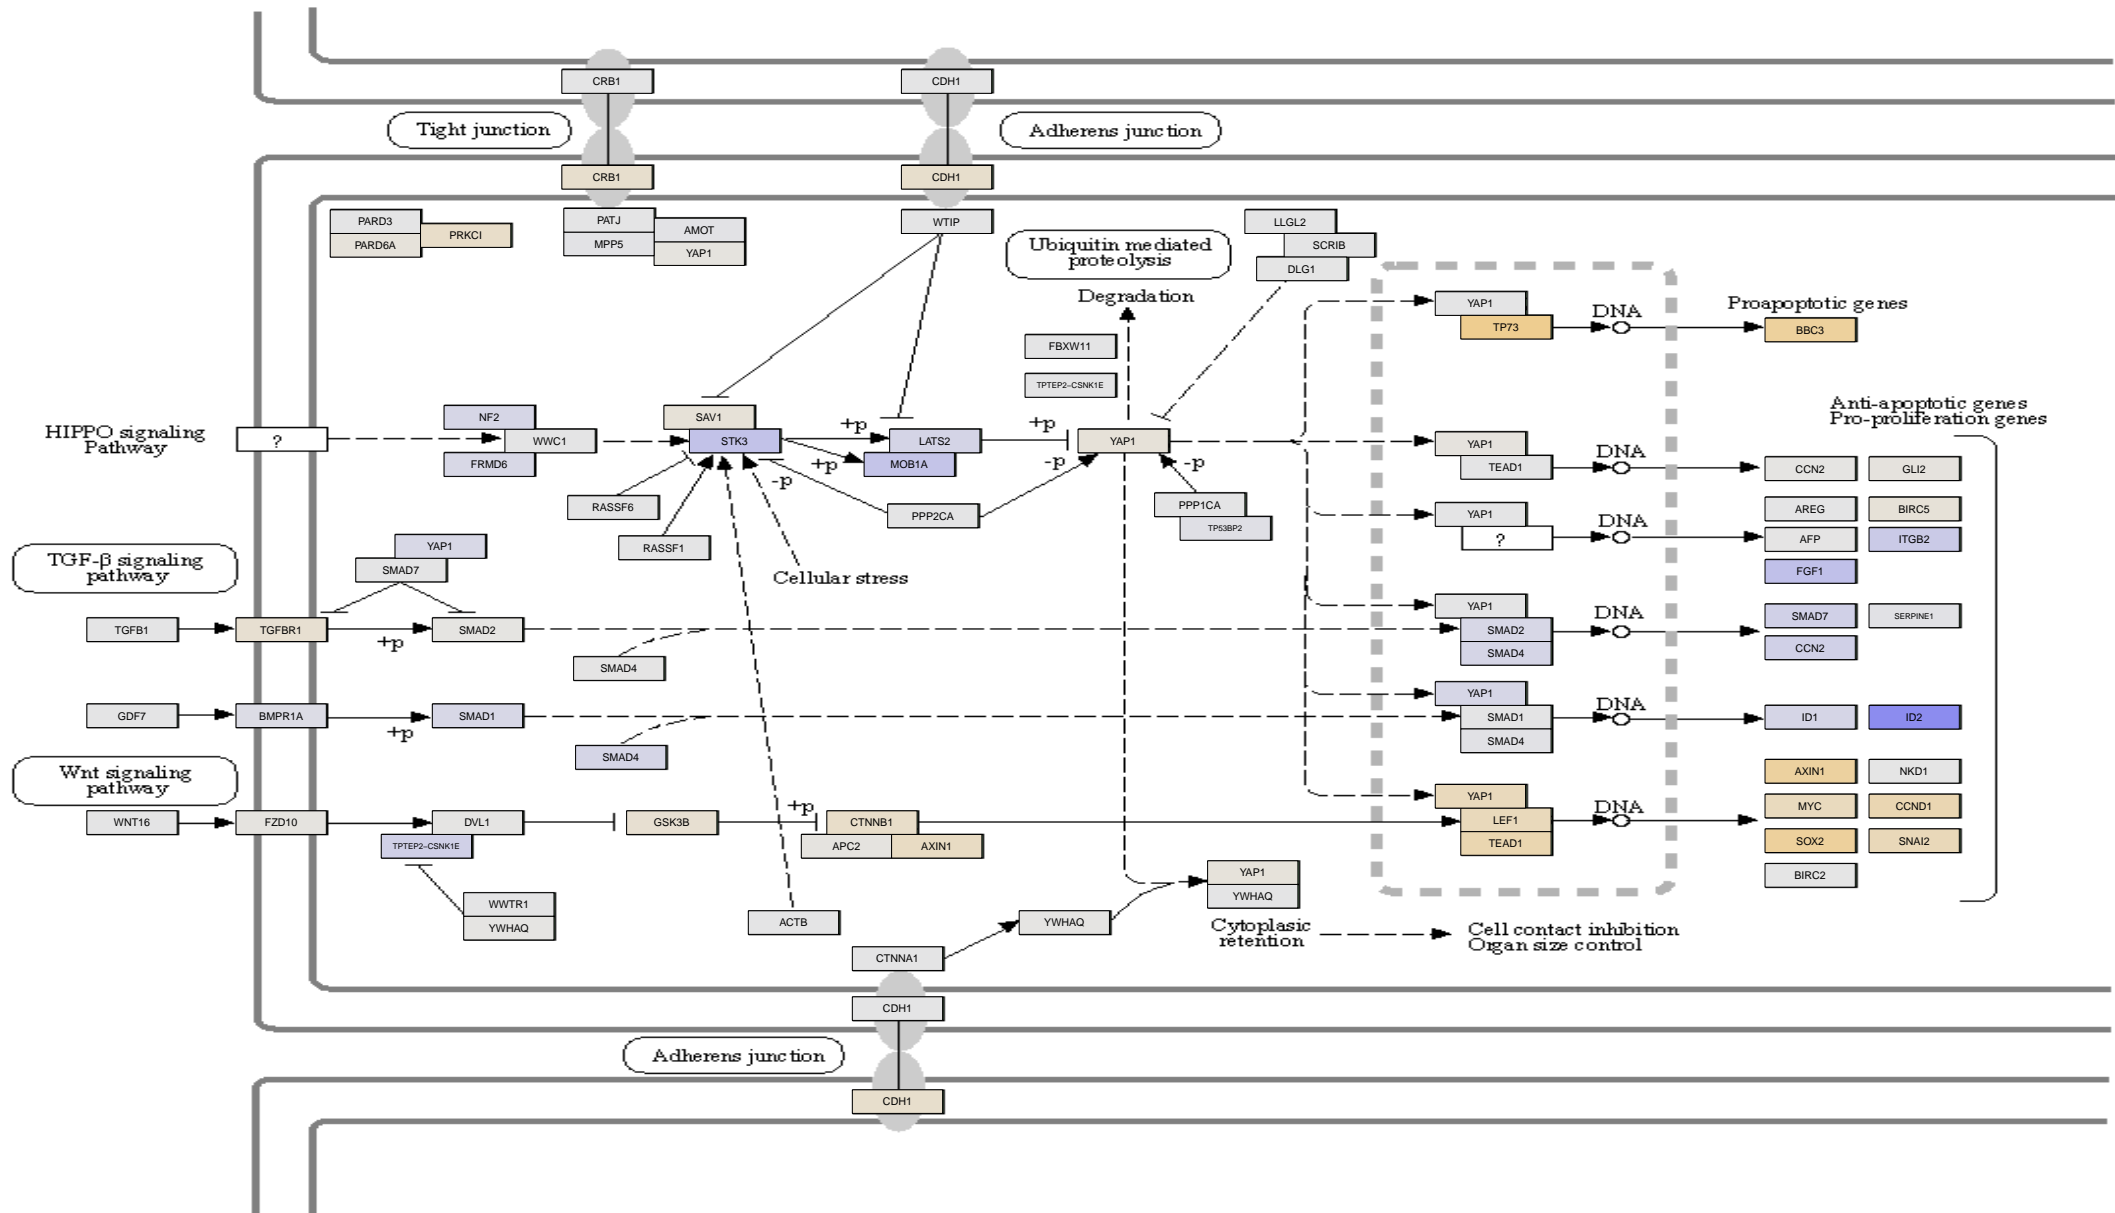 CRB1
CDH1
Tight junction
Adherens junction
CRB1
CDH1
PARD3
PARD6A
PRKCI
PATJ
MPP5
AMOT
YAP1
WTIP
LLGL2
SCRIB
DLG1
Ubiquitin mediated
proteolysis
Degradation
FBXW11
TPTEP2-CSNK1E
YAP1
TP73
DNA
Proapoptotic genes
BBC3
Anti-apoptotic genes
Pro-proliferation genes
HIPPO signaling
Pathway
?
NF2
WWC1
FRMD6
SAV1
STK3
+p
+p
-p
LATS2
MOB1A
+p
YAP1
-p
-p
RASSF6
RASSF1
PPP2CA
PPP1CA
TP53BP2
Cellular stress
YAP1
TEAD1
DNA
CCN2
GLI2
YAP1
?
DNA
AREG
BIRC5
AFP
ITGB2
FGF1
TGF-β signaling
pathway
YAP1
SMAD7
TGFB1
TGFBR1
+p
SMAD2
SMAD4
YAP1
SMAD2
SMAD4
DNA
SMAD7
SERPINE1
CCN2
GDF7
BMPR1A
+p
SMAD1
SMAD4
YAP1
SMAD1
SMAD4
DNA
ID1
ID2
Wnt signaling
pathway
WNT16
FZD10
DVL1
TPTEP2-CSNK1E
GSK3B
+p
CTNNB1
APC2
AXIN1
YAP1
LEF1
TEAD1
DNA
AXIN1
NKD1
MYC
CCND1
SOX2
SNAI2
BIRC2
WWTR1
YWHAQ
ACTB
YWHAQ
YAP1
YWHAQ
Cytoplasic
retention
Cell contact inhibition
Organ size control
CTNNA1
CDH1
Adherens junction
CDH1